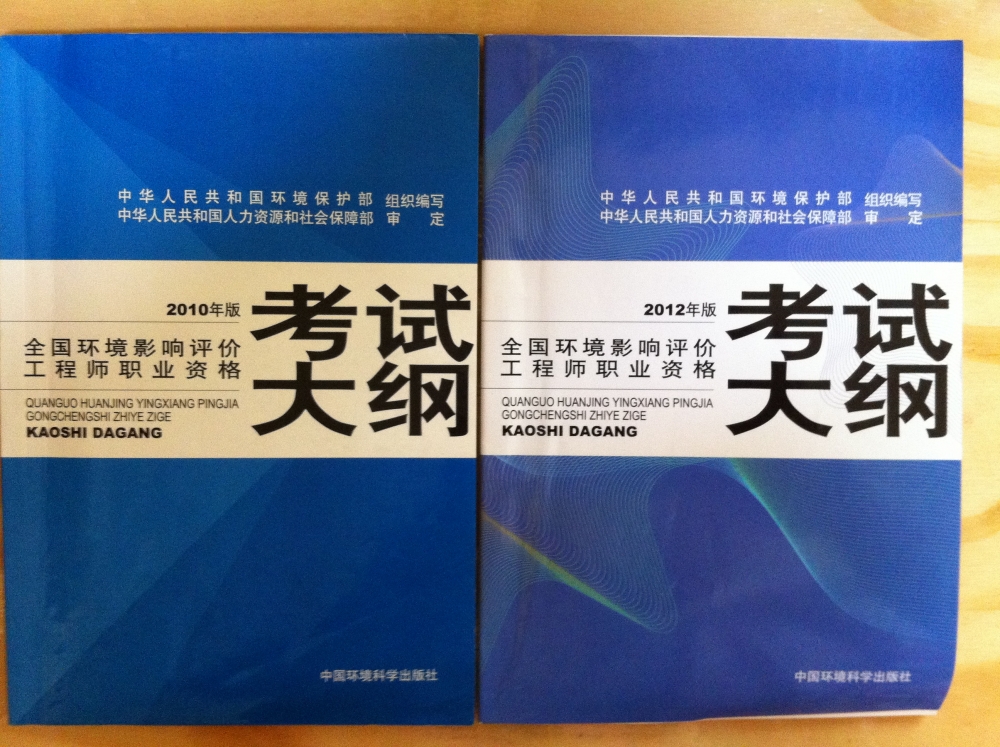 中华人民共和国环境保护部 组织编写
中华人民共和国人力资源和社会保障部 审 定
2010年版
全国环境影响评价
工程师职业资格
考试
大纲
QUANGUO HUANJING YINGXIANG PINGJIA
GONGCHENGSHI ZHIYE ZIGE
KAOSHI DAGANG
中国环境科学出版社
中华人民共和国环境保护部 组织编写
中华人民共和国人力资源和社会保障部 审 定
2012年版
全国环境影响评价
工程师职业资格
考试
大纲
QUANGUO HUANJING YINGXIANG PINGJIA
GONGCHENGSHI ZHIYE ZIGE
KAOSHI DAGANG
中国环境科学出版社